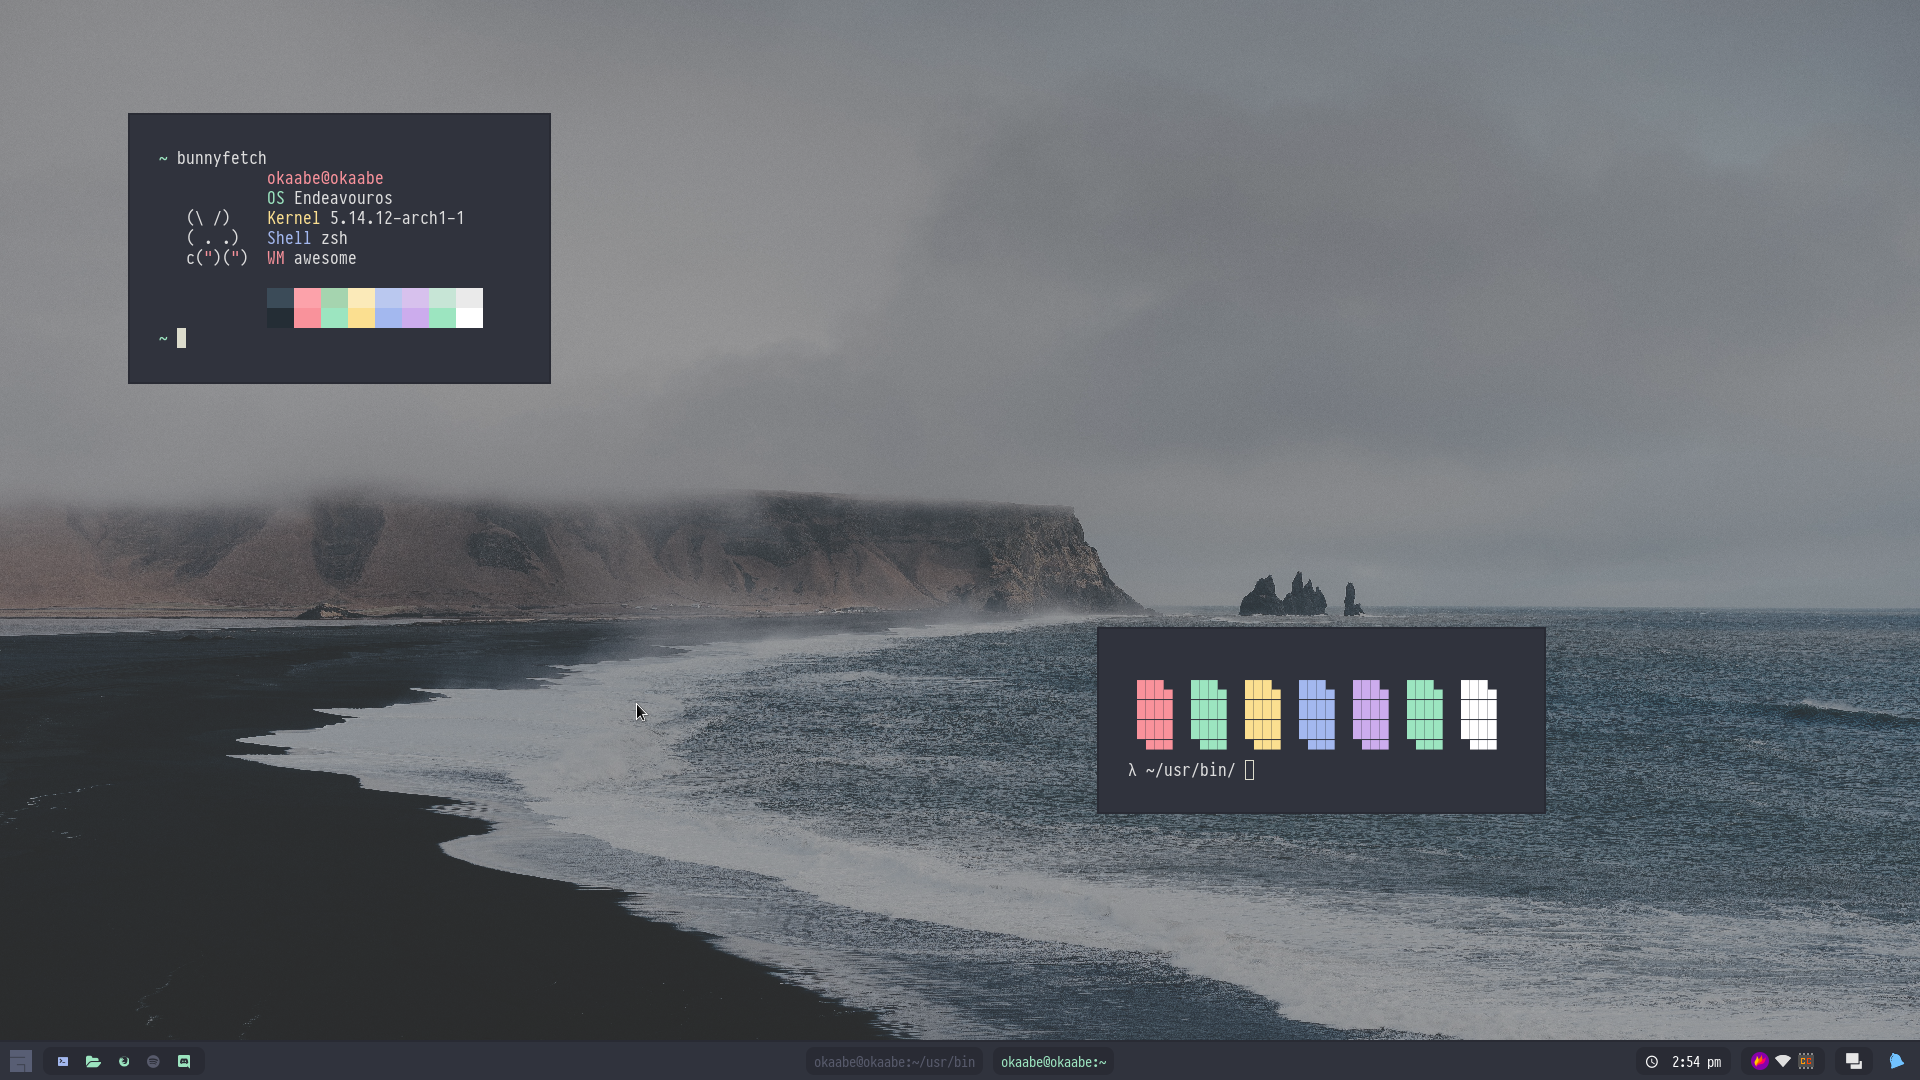 ~ bunnyfetch
okaabe@okaabe
OS Endeavouros
(\ /) Kernel 5.14.12-arch1-1
( . .) Shell zsh
c(")(") WM awesome
~
λ ~/usr/bin/
okaabe@okaabe:~/usr/bin
okaabe@okaabe:~
2:54 pm